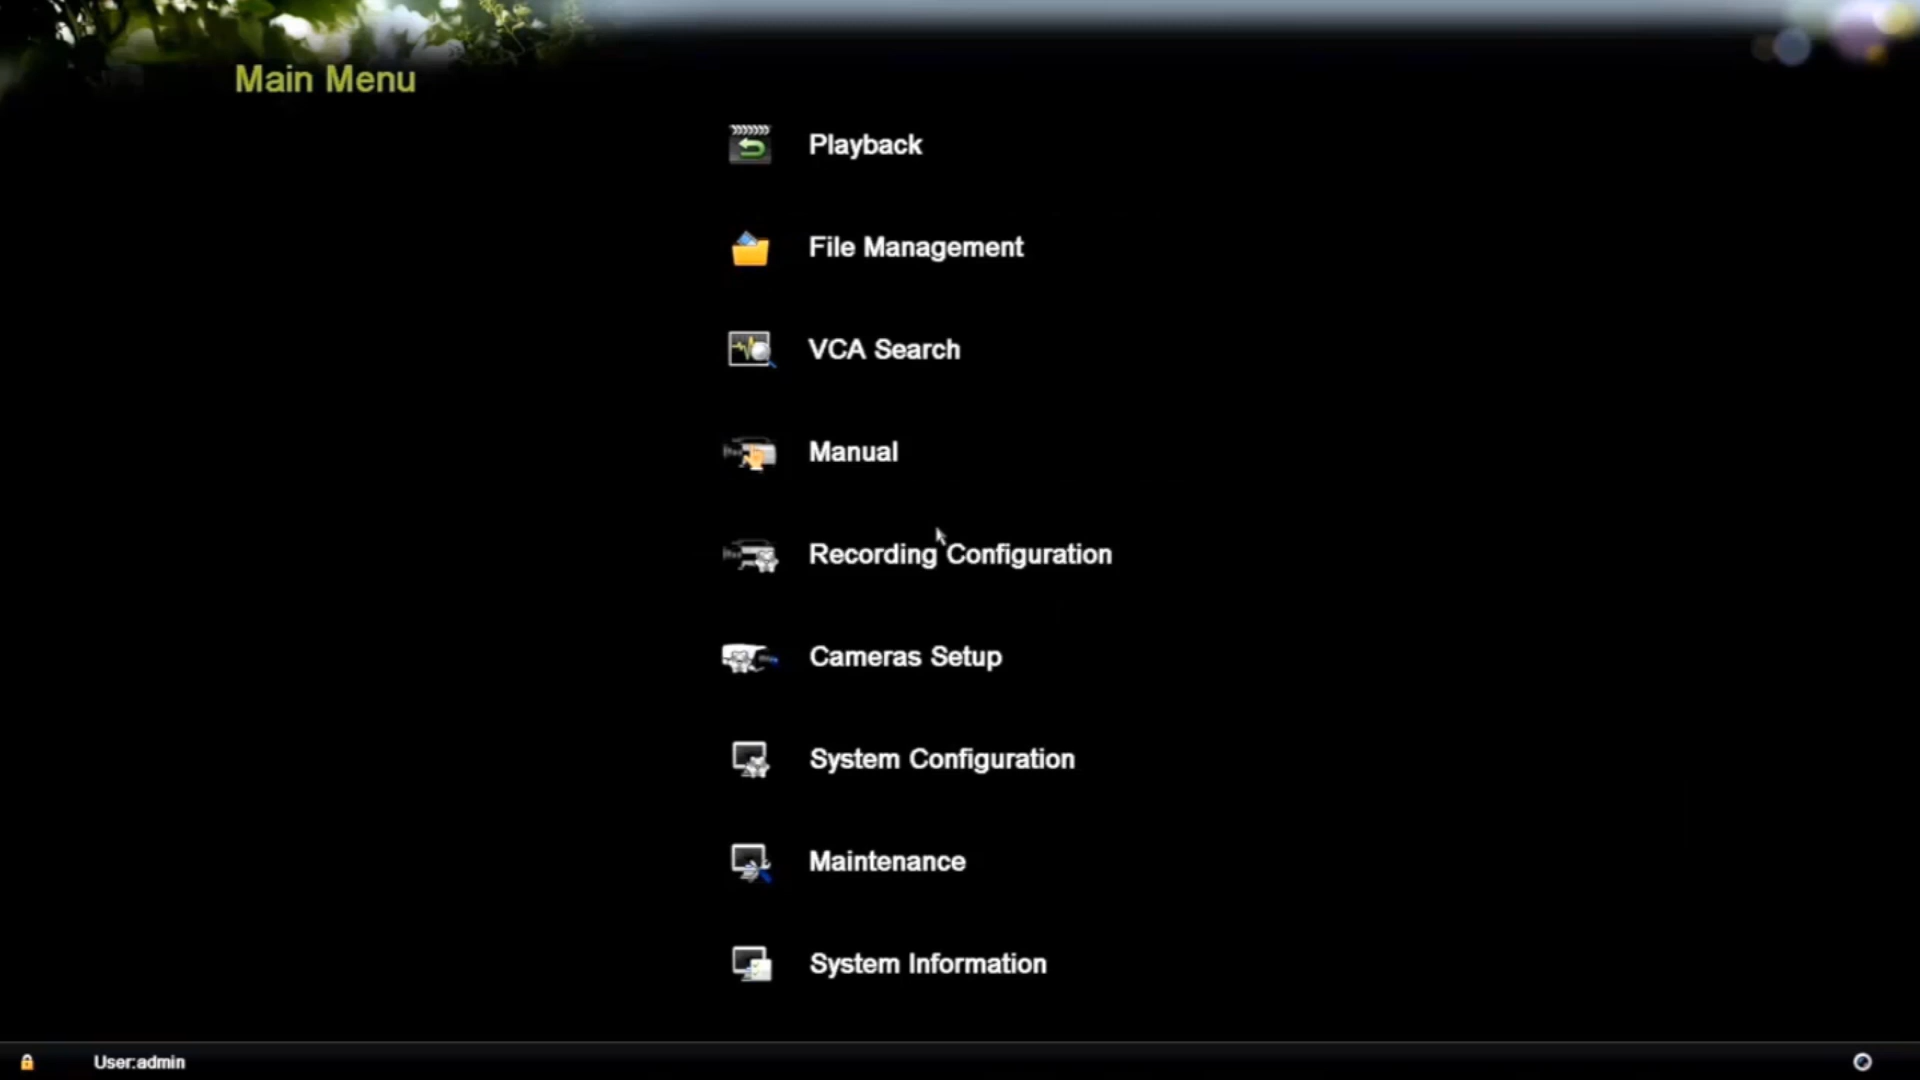 Main Menu
Playback
File Management
VCA Search
Manual
Recording Configuration
Cameras Setup
System Configuration
Maintenance
System Information
User:admin